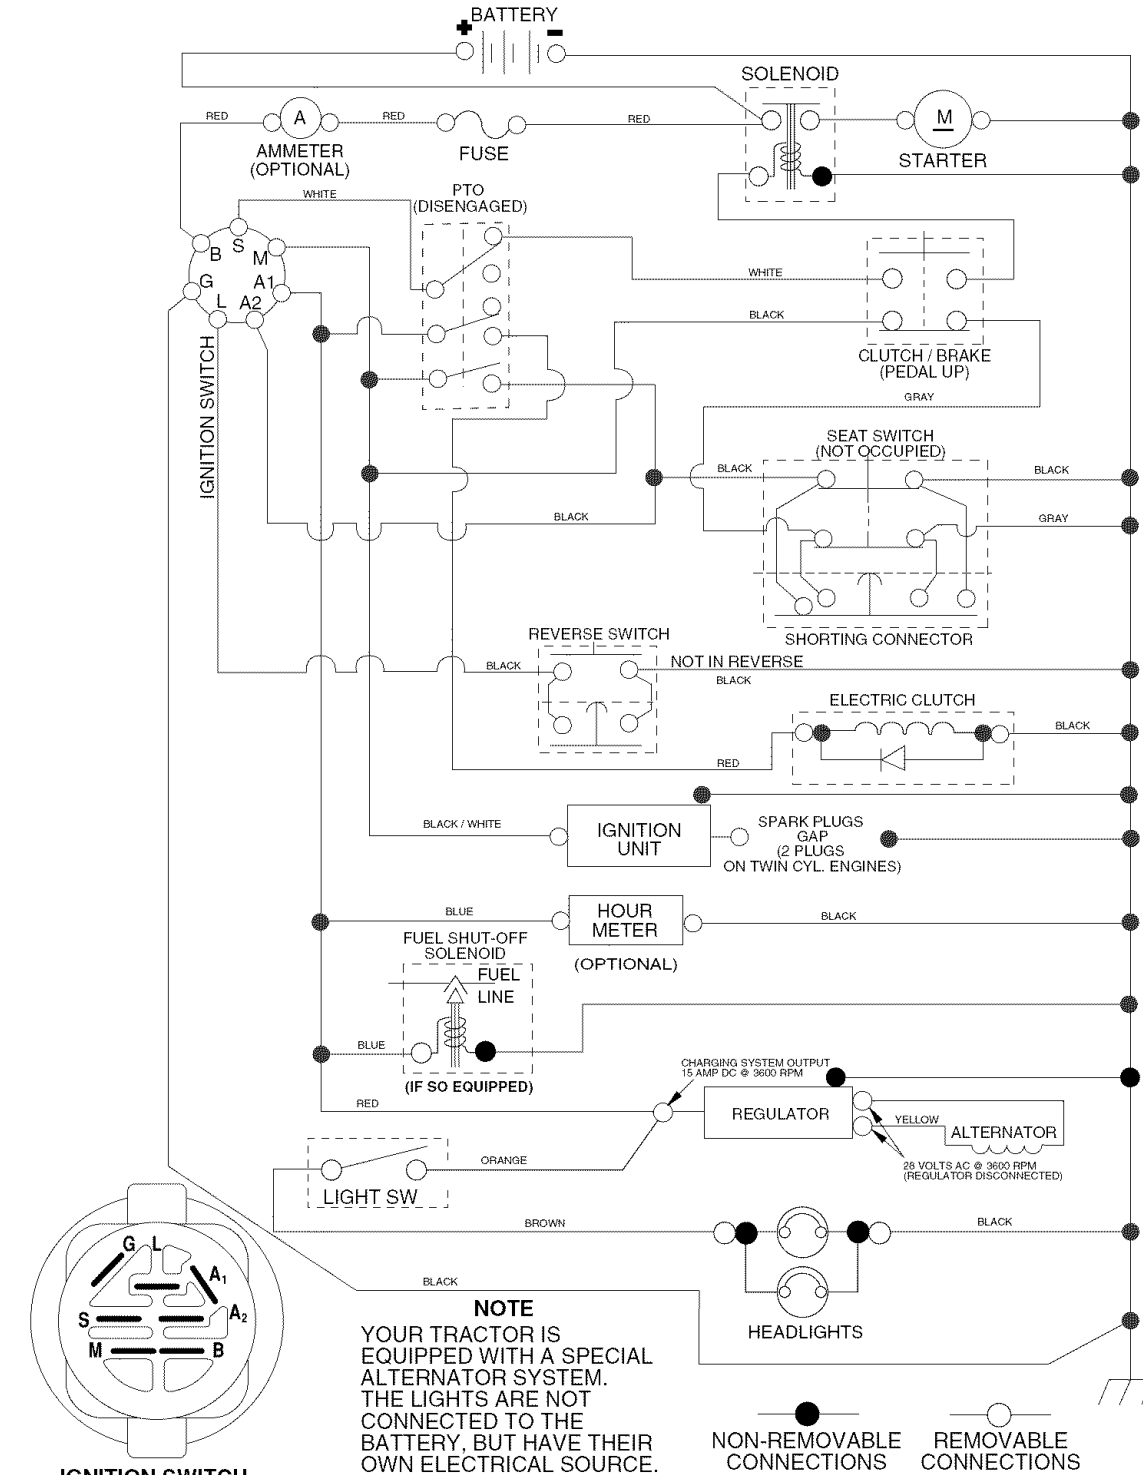 BATTERY
+ -
SOLENOID
RED
A
RED
RED
M
AMMETER
(OPTIONAL)
FUSE
STARTER
WHITE
PTO
(DISENGAGED)
B
S
M
G
A1
L
A2
IGNITION SWITCH
WHITE
BLACK
CLUTCH / BRAKE
(PEDAL UP)
GRAY
SEAT SWITCH
(NOT OCCUPIED)
BLACK
BLACK
BLACK
GRAY
SHORTING CONNECTOR
REVERSE SWITCH
BLACK
NOT IN REVERSE
BLACK
ELECTRIC CLUTCH
BLACK
RED
BLACK / WHITE
IGNITION
UNIT
SPARK PLUGS
GAP
(2 PLUGS
ON TWIN CYL. ENGINES)
BLUE
HOUR
METER
BLACK
(OPTIONAL)
FUEL SHUT-OFF
SOLENOID
FUEL
LINE
BLUE
(IF SO EQUIPPED)
CHARGING SYSTEM OUTPUT
15 AMP DC @ 3600 RPM
RED
REGULATOR
YELLOW
ALTERNATOR
28 VOLTS AC @ 3600 RPM
(REGULATOR DISCONNECTED)
ORANGE
LIGHT SW
BROWN
BLACK
BLACK
HEADLIGHTS
G
L
A1
A2
S
M
B
IGNITION SWITCH
NOTE
YOUR TRACTOR IS
EQUIPPED WITH A SPECIAL
ALTERNATOR SYSTEM.
THE LIGHTS ARE NOT
CONNECTED TO THE
BATTERY, BUT HAVE THEIR
OWN ELECTRICAL SOURCE.
NON-REMOVABLE
CONNECTIONS
REMOVABLE
CONNECTIONS